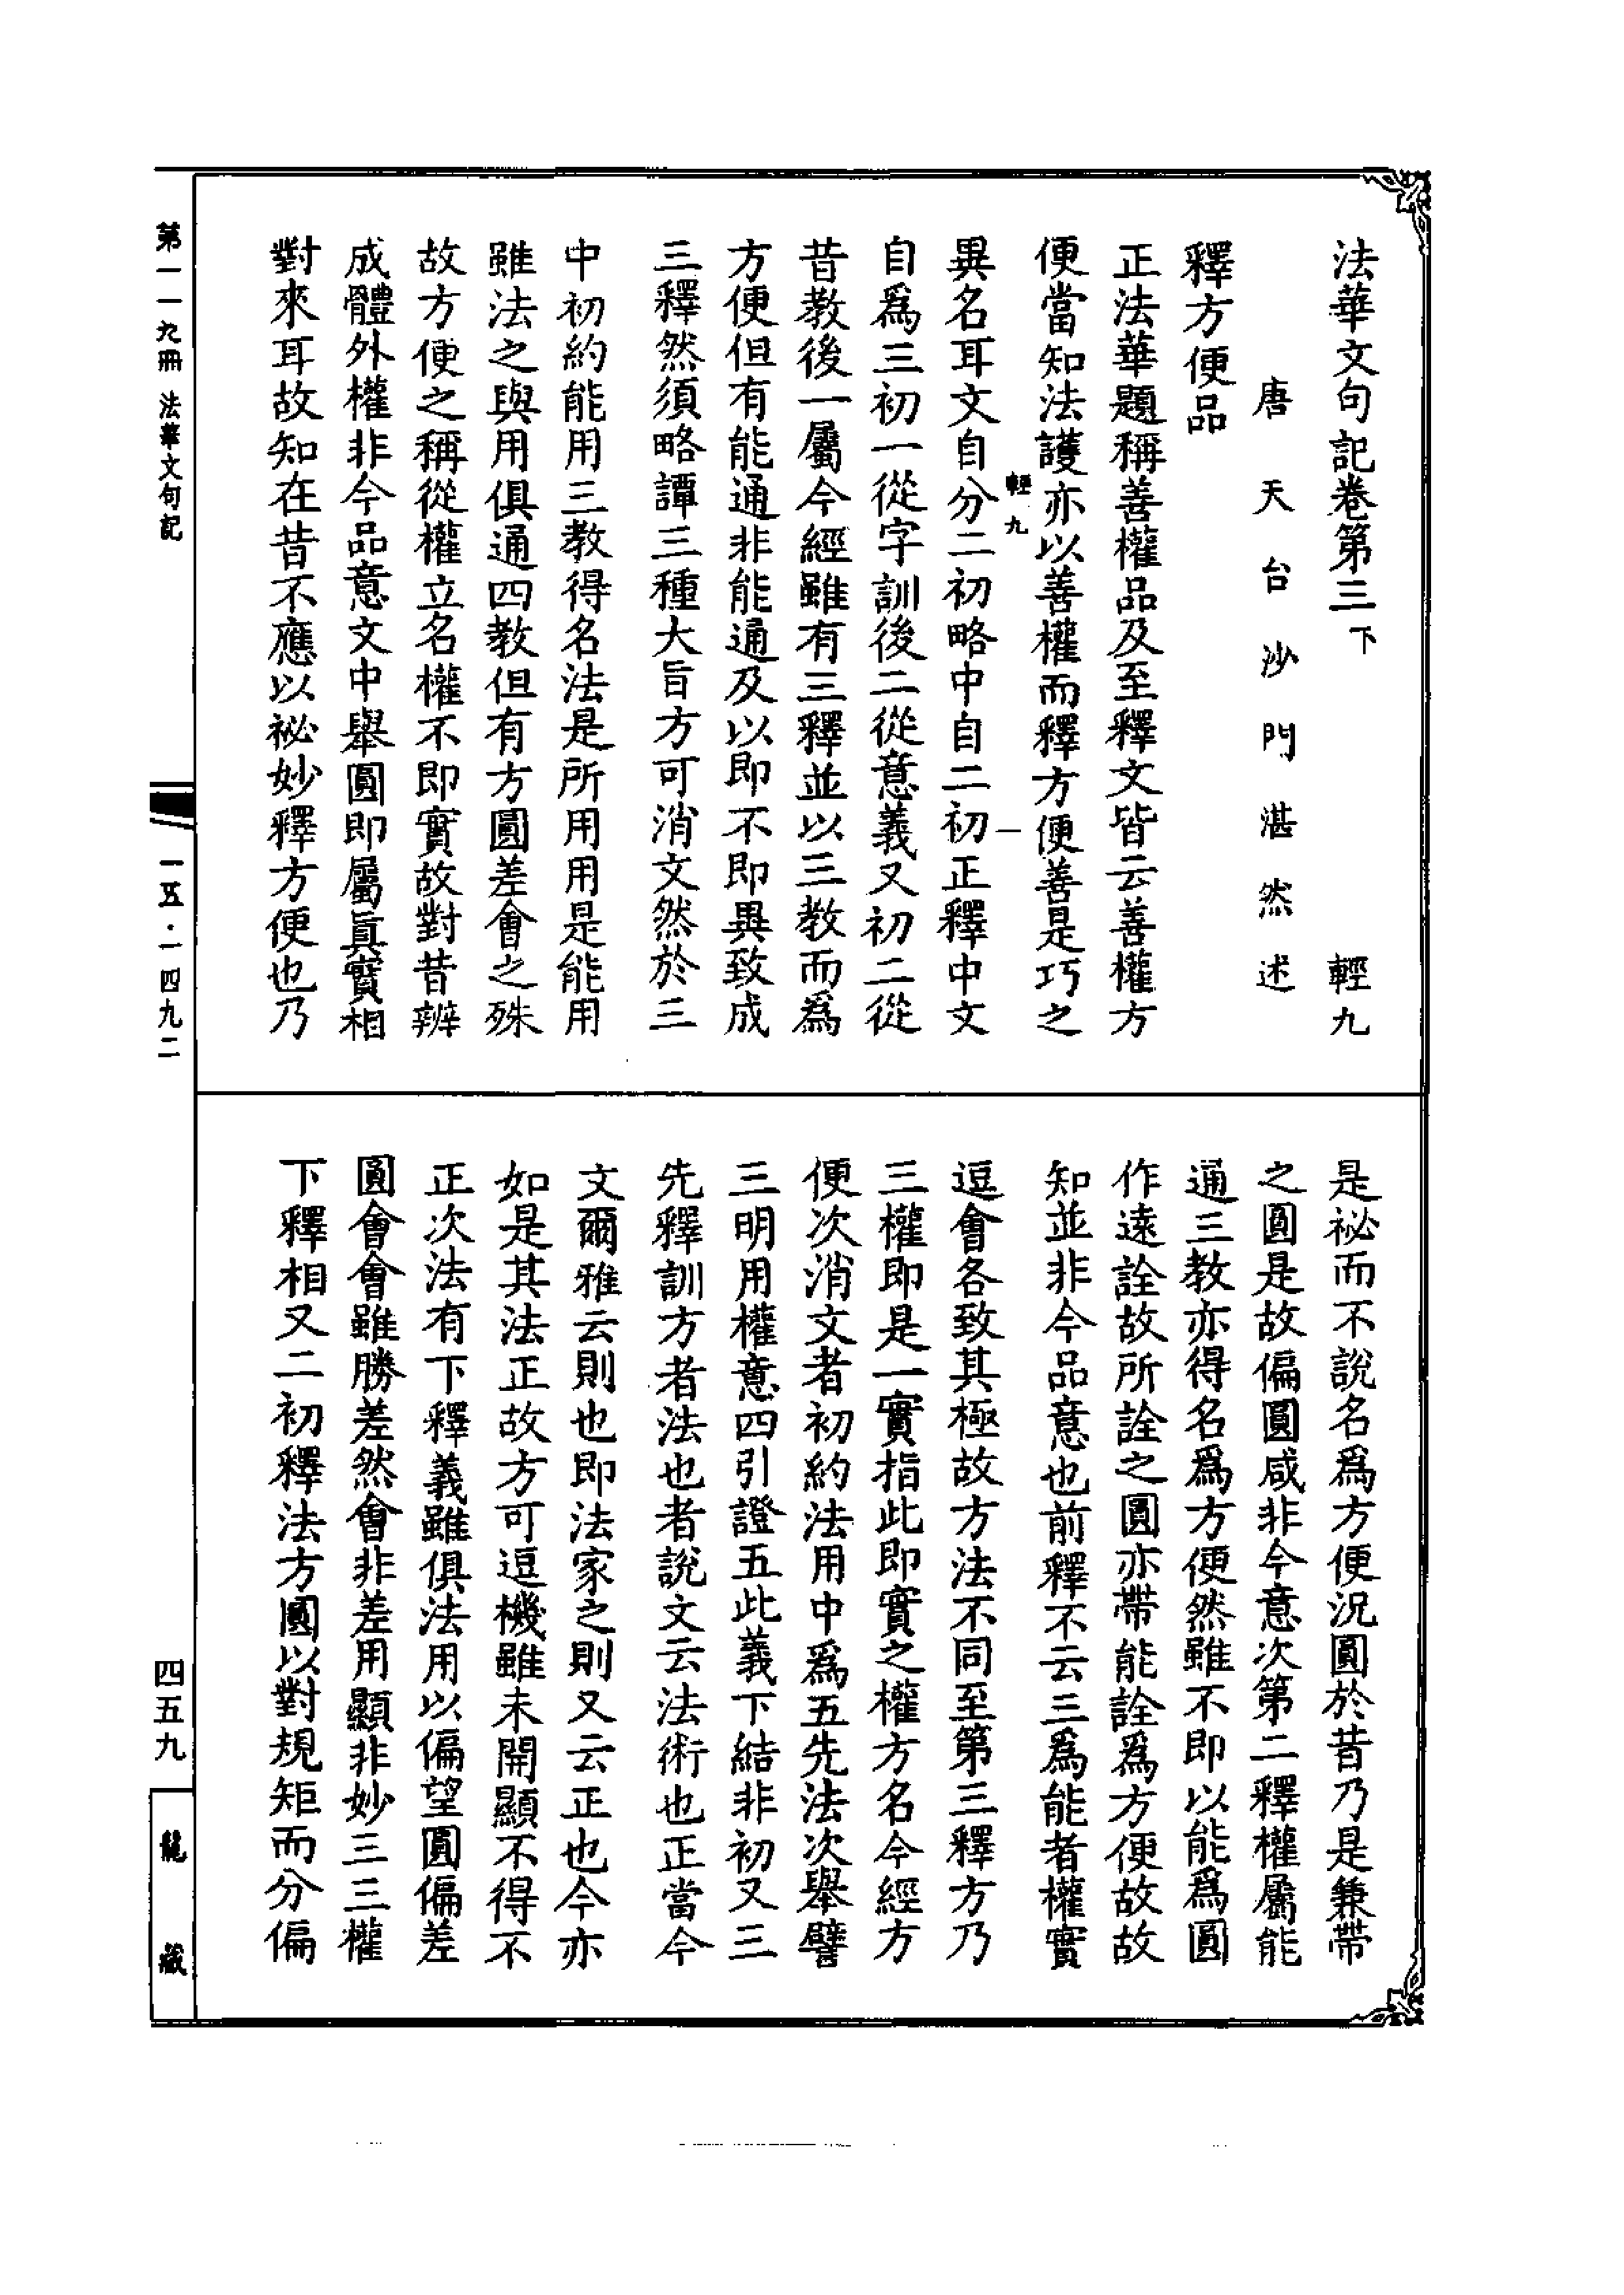 法華文句記卷第三下 輕九
唐天台沙門湛然述
釋方便品
正法華題稱善權品及至釋文皆云善權方
便當知法護亦以善權而釋方便善是巧之
輕九 一
異名耳文自分二初略中自二初正釋中文
自爲三初一從字訓後二從意義又初二從
昔教後一屬今經雖有三釋並以三教而爲
方便但有能通非能通及以即不即異致成
三釋然須略譚三種大旨方可消文然於三
中初約能用三教得名法是所用用是能用
雖法之與用俱通四教但有方圓差會之殊
故方便之稱從權立名權不即實故對昔辨
成體外權非今品意文中舉圓即屬眞實相
對來耳故知在昔不應以祕妙釋方便也乃
是祕而不說名爲方便況圓於昔乃是兼帶
之圓是故偏圓咸非今意次第二釋權屬能
通三教亦得名爲方便然雖不即以能爲圓
作遠詮故所詮之圓亦帶能詮爲方便故故
知並非今品意也前釋不云三爲能者權實
逗會各致其極故方法不同至第三釋方乃
三權即是一實指此即實之權方名今經方
便次消文者初約法用中爲五先法次舉譬
三明用權意四引證五此義下結非初又三
先釋訓方者法也者說文云法術也正當今
文爾雅云則也即法家之則又云正也今亦
如是其法正故方可逗機雖未開顯不得不
正次法有下釋義雖俱法用以偏望圓偏差
圓會會雖勝差然會非差用顯非妙三三權
下釋相又二初釋法方圓以對規矩而分偏
第一一九冊 法華文句記
一五·一四九二
四五九
龍藏